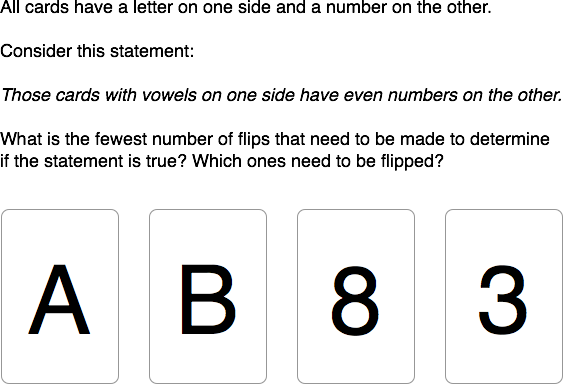 All cards have a letter on one side and a number on the other.
Consider this statement:
Those cards with vowels on one side have even numbers on the other.
What is the fewest number of flips that need to be made to determine
if the statement is true? Which ones need to be flipped?
A B 8 3